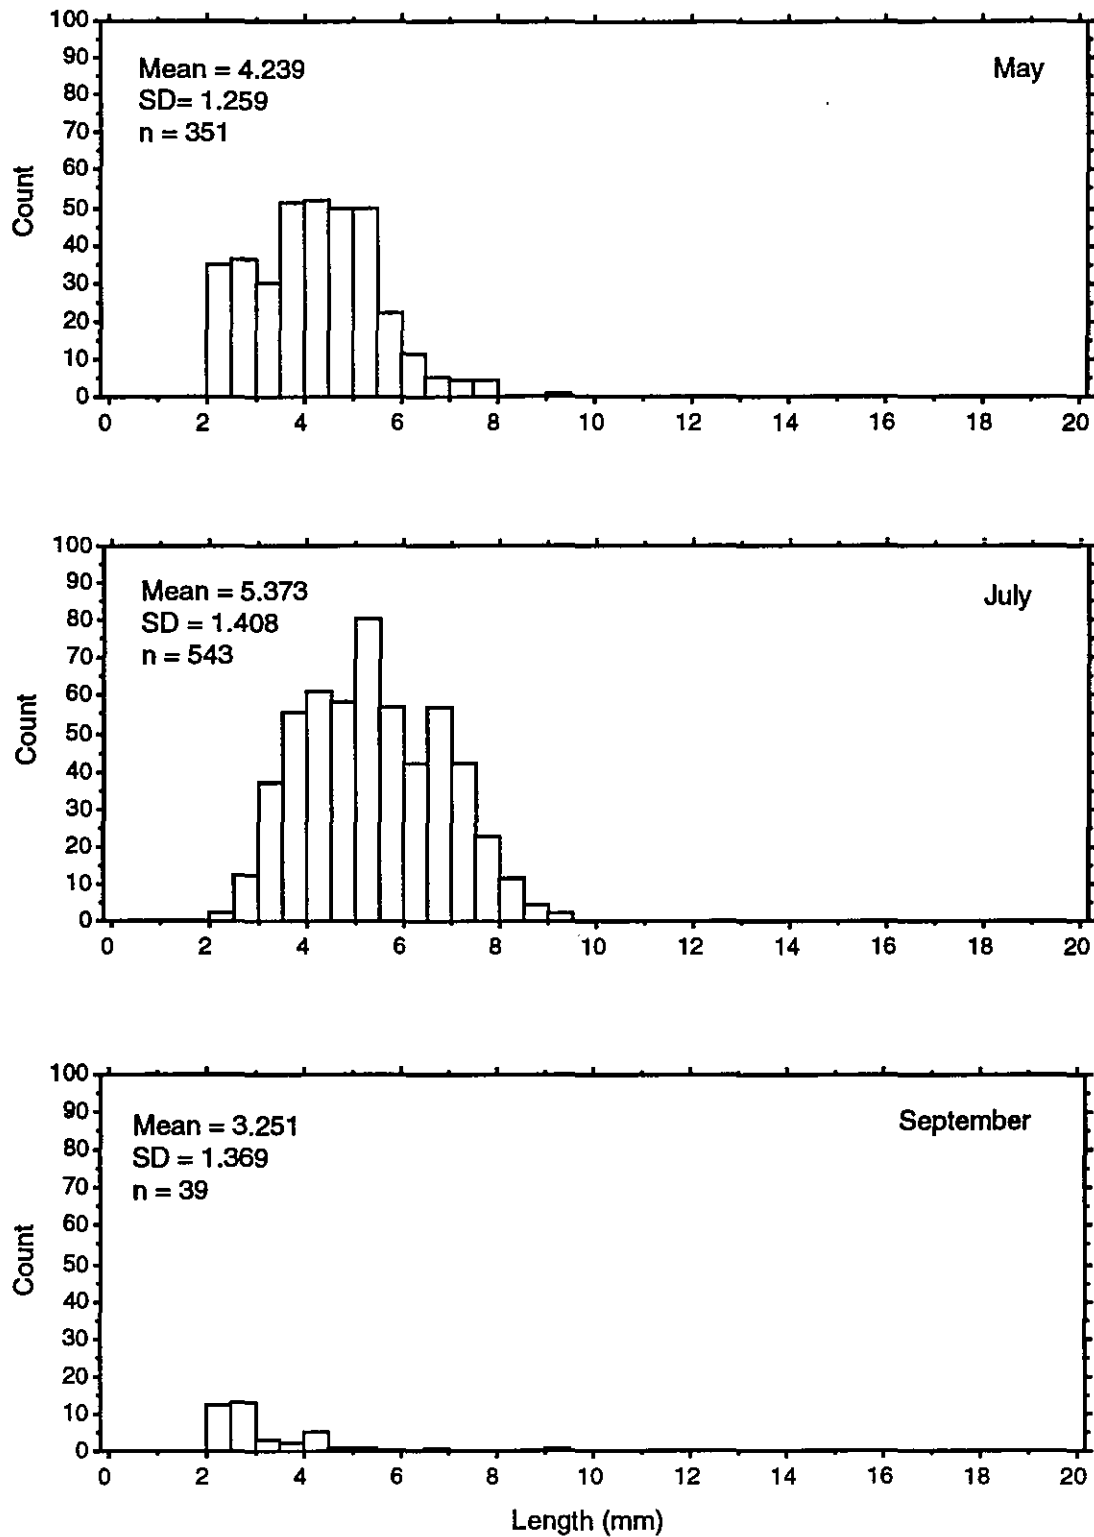 100
90
80
70
60
50
40
30
20
10
0
Count
Mean = 4.239
SD= 1.259
n = 351
May
0 2 4 6 8 10 12 14 16 18 20
100
90
80
70
60
50
40
30
20
10
0
Count
Mean = 5.373
SD = 1.408
n = 543
July
0 2 4 6 8 10 12 14 16 18 20
100
90
80
70
60
50
40
30
20
10
0
Count
Mean = 3.251
SD = 1.369
n = 39
September
0 2 4 6 8 10 12 14 16 18 20
Length (mm)